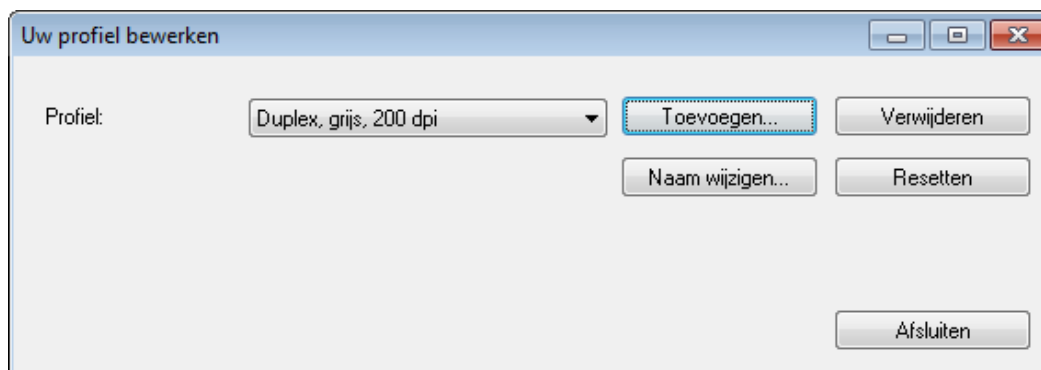 Uw profiel bewerken
Profiel: Duplex, grijs, 200 dpi Toevoegen... Verwijderen
Naam wijzigen... Resetten
Afsluiten